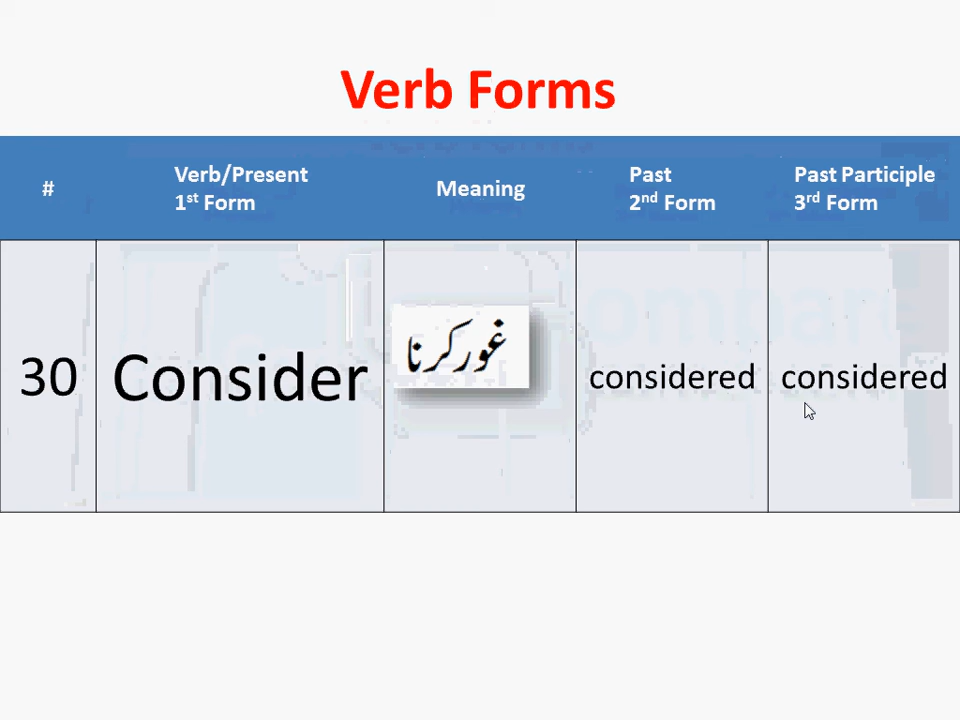 Verb Forms
#
Verb/Present
1st Form
Meaning
Past
2nd Form
Past Participle
3rd Form
30
Consider
غور کرنا
considered
considered